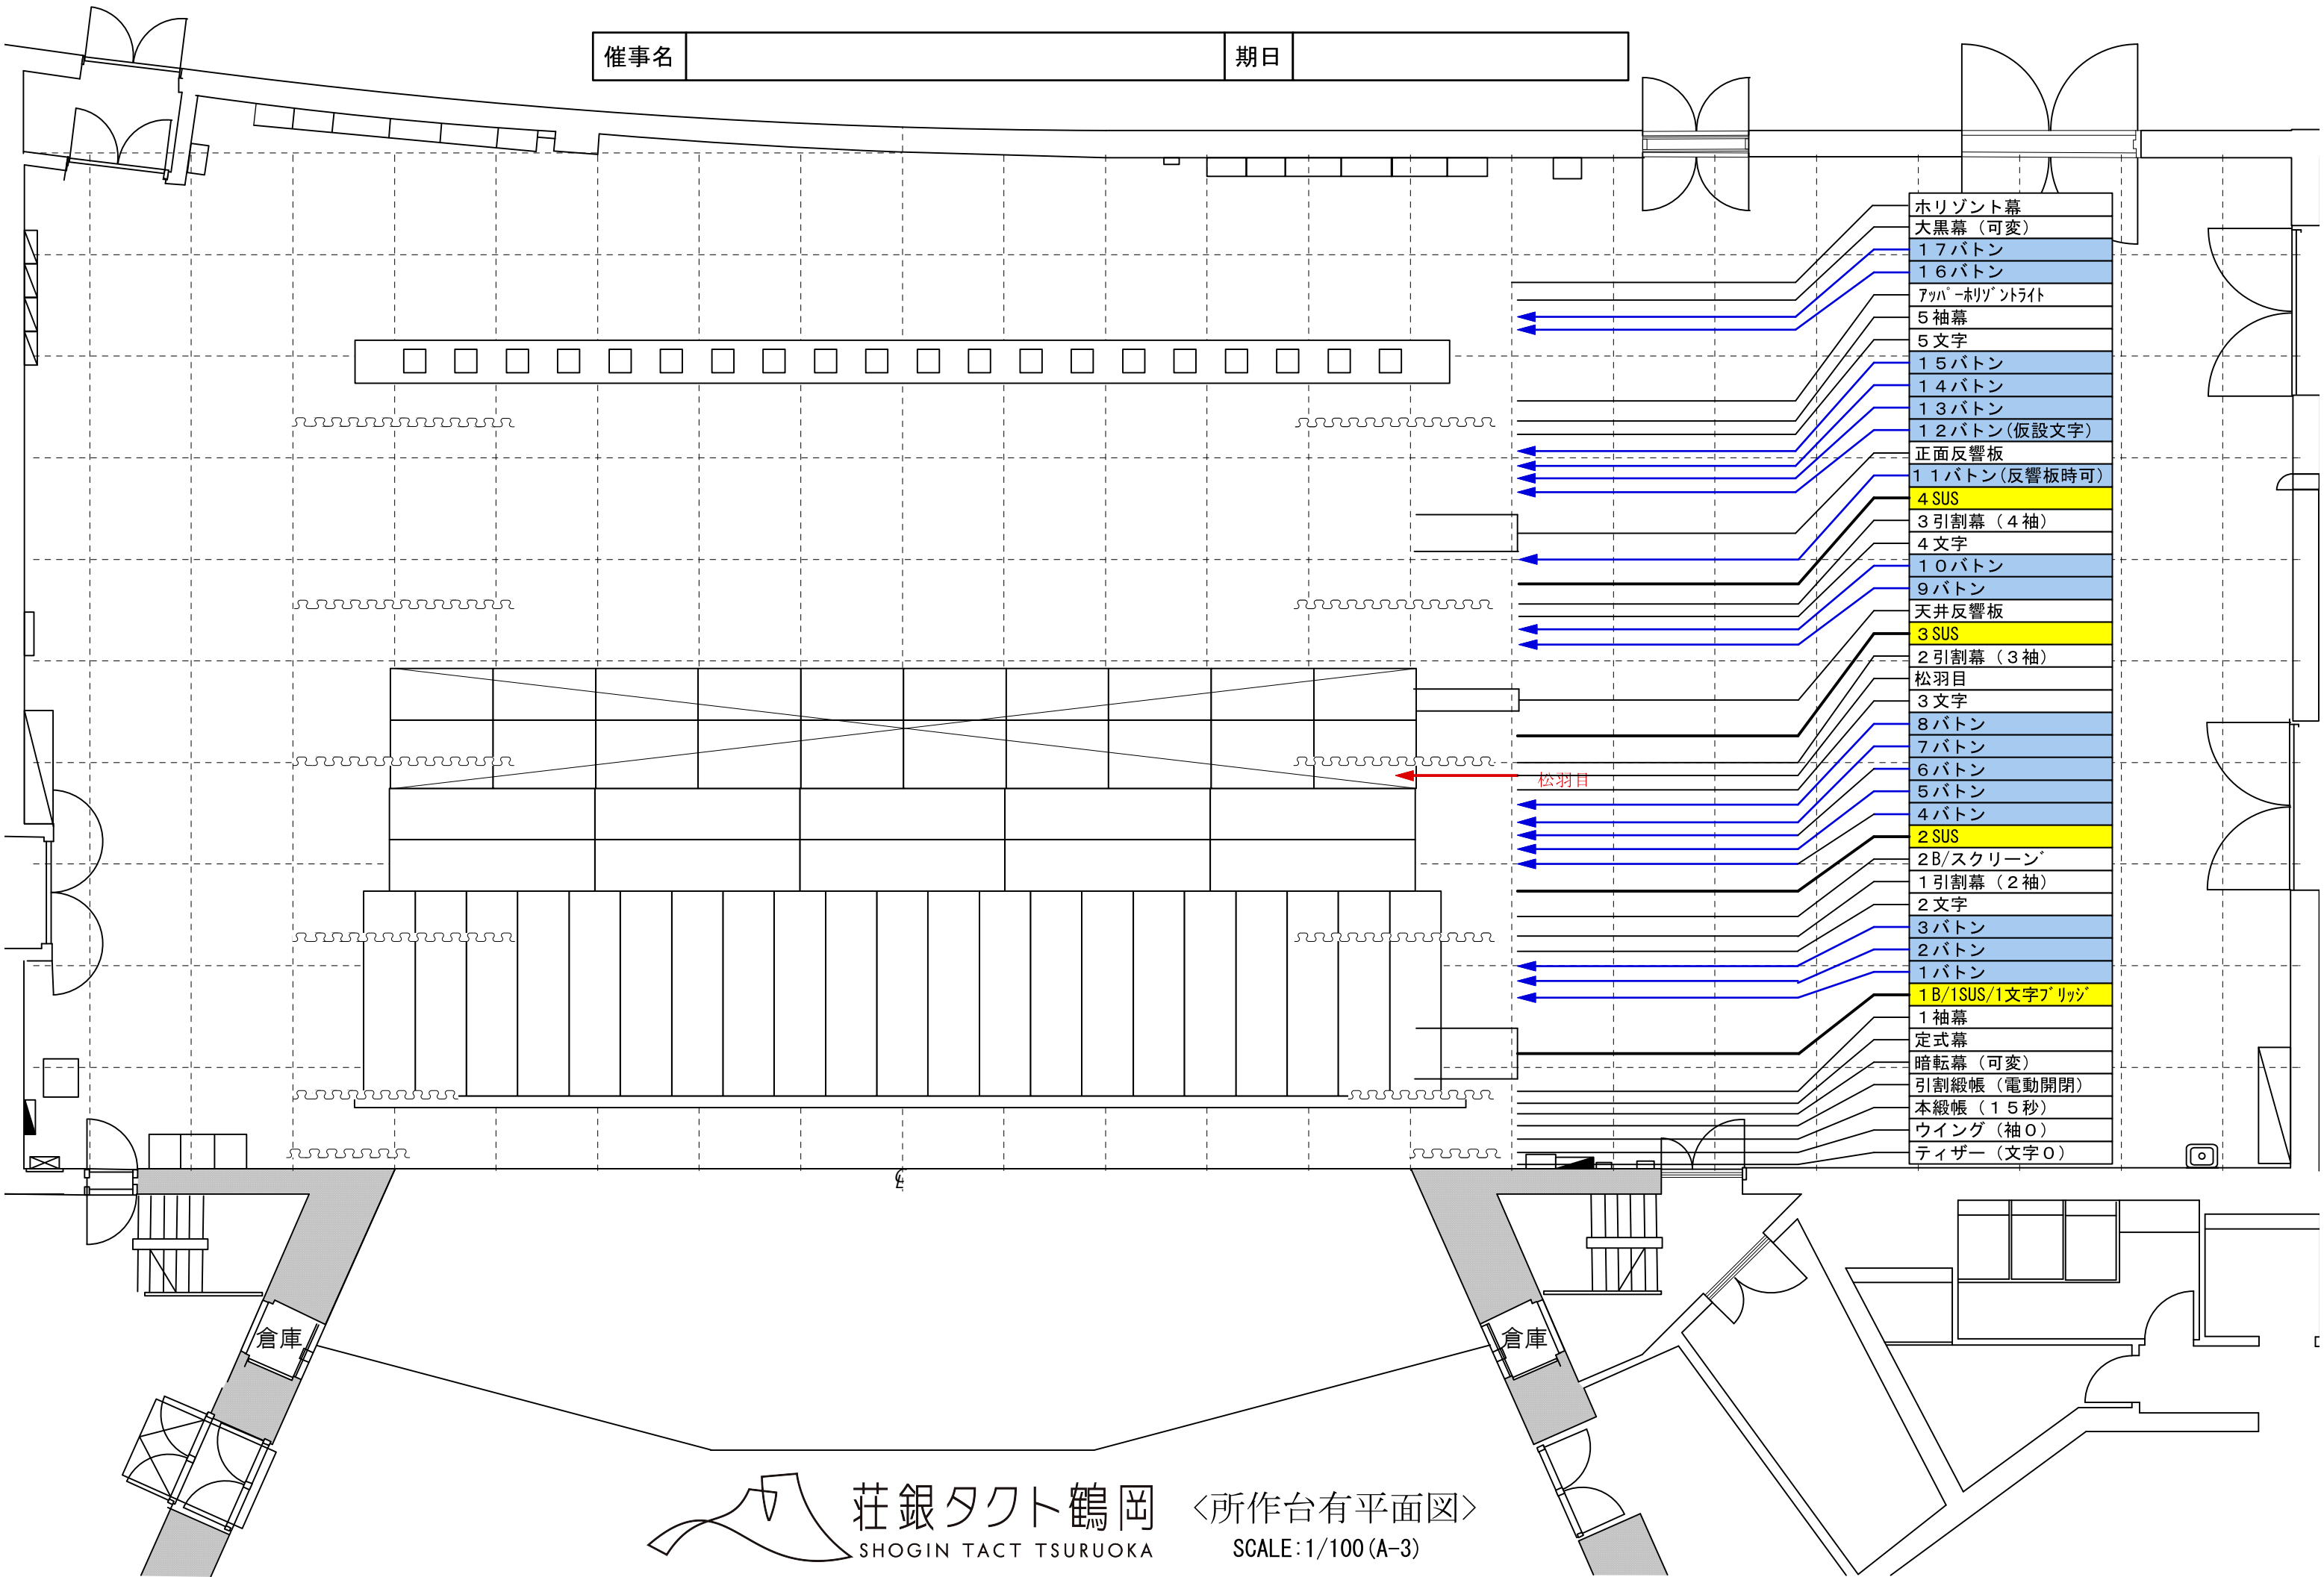 催事名
期日
ホリゾント幕
大黒幕（可変）
１７バトン
１６バトン
ｱｯﾊﾟｰﾎﾘｿﾞﾝﾄﾗｲﾄ
５袖幕
５文字
１５バトン
１４バトン
１３バトン
１２バトン(仮設文字)
正面反響板
１１バトン(反響板時可)
４SUS
３引割幕（４袖）
４文字
１０バトン
９バトン
天井反響板
３SUS
２引割幕（３袖）
松羽目
３文字
８バトン
７バトン
松羽目
６バトン
５バトン
４バトン
２SUS
２B/スクリーン
１引割幕（２袖）
２文字
３バトン
２バトン
１バトン
１B/1SUS/1文字ﾌﾞﾘｯｼﾞ
１袖幕
定式幕
暗転幕（可変）
引割緞帳（電動開閉）
本緞帳（１５秒）
ウイング（袖０）
ティザー（文字０）
℄
倉庫
倉庫
荘銀タクト鶴岡
SHOGIN TACT TSURUOKA
<所作台有平面図>
SCALE:1/100(A-3)